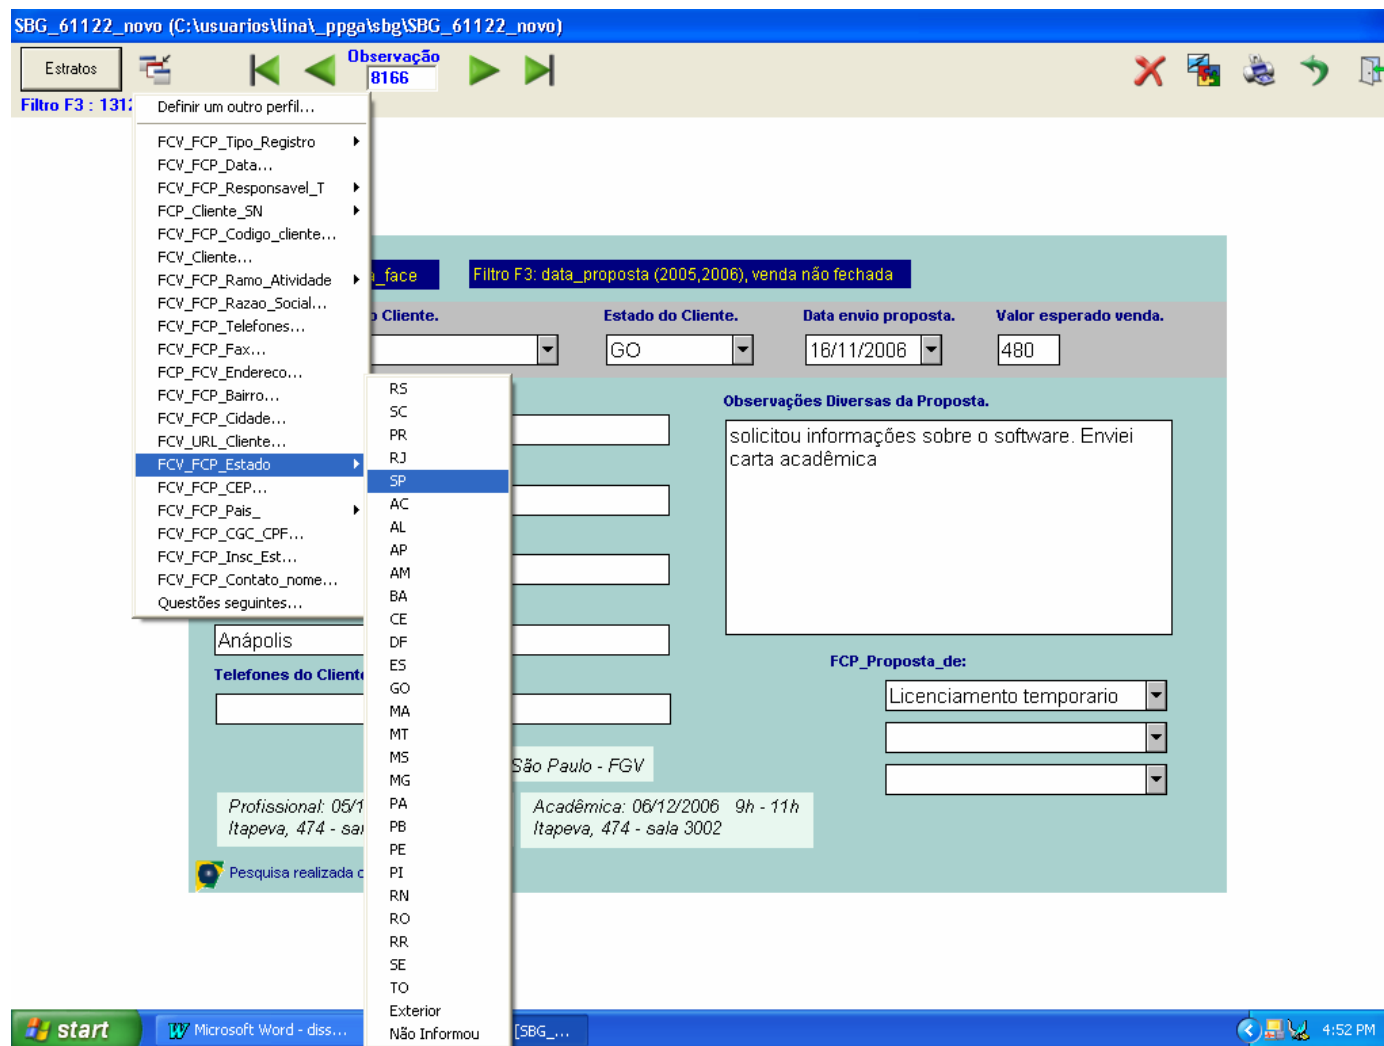 SBG_61122_novo (C:\usuarios\lina\_ppga\sbg\SBG_61122_novo)
Estratos
Observação
8166
Filtro F3 : 1312
Definir um outro perfil...
FCV_FCP_Tipo_Registro
FCV_FCP_Data...
FCV_FCP_Responsavel_T
FCP_Cliente_SN
FCV_FCP_Codigo_cliente...
FCV_Cliente...
FCV_FCP_Ramo_Atividade
FCV_FCP_Razao_Social...
FCV_FCP_Telefones...
FCV_FCP_Fax...
FCP_FCV_Endereco...
FCV_FCP_Bairro...
FCV_FCP_Cidade...
FCV_URL_Cliente...
FCV_FCP_Estado
FCV_FCP_CEP...
FCV_FCP_Pais_
FCV_FCP_CGC_CPF...
FCV_FCP_Insc_Est...
FCV_FCP_Contato_nome...
Questões seguintes...
RS
SC
PR
RJ
SP
AC
AL
AP
AM
BA
CE
DF
ES
GO
MA
MT
MS
MG
PA
PB
PE
PI
RN
RO
RR
SE
TO
Exterior
Não Informou
_face
Filtro F3: data_proposta (2005,2006), venda não fechada
Cliente.
Estado do Cliente.
Data envio proposta.
Valor esperado venda.
GO
16/11/2006
480
Observações Diversas da Proposta.
solicitou informações sobre o software. Enviei
carta acadêmica
Anápolis
Telefones do Cliente
FCP_Proposta_de:
Licenciamento temporario
São Paulo - FGV
Profissional: 05/1
Itapeva, 474 - sal
Acadêmica: 06/12/2006 9h - 11h
Itapeva, 474 - sala 3002
Pesquisa realizada
start
Microsoft Word - diss...
[SBG_...
4:52 PM